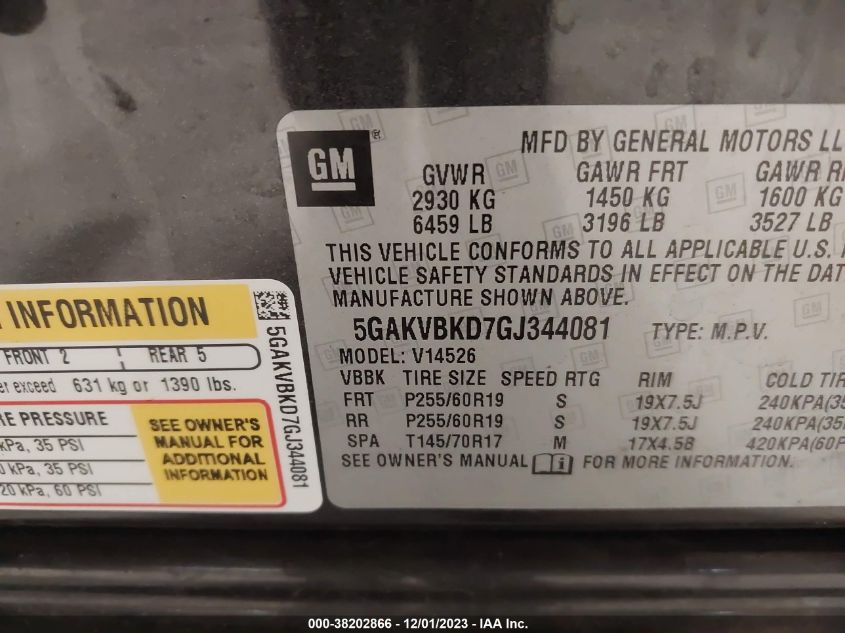 GM ®
MFD BY GENERAL MOTORS LL
GVWR GAWR FRT GAWR R
2930 KG 1450 KG 1600 KG
6459 LB 3196 LB 3527 LB
THIS VEHICLE CONFORMS TO ALL APPLICABLE U.S.
VEHICLE SAFETY STANDARDS IN EFFECT ON THE DAT
MANUFACTURE SHOWN ABOVE.
5GAKVBKD7GJ344081 TYPE: M.P.V.
MODEL: V14526
VBBK TIRE SIZE SPEED RTG RIM COLD TIR
FRT P255/60R19 S 19X7.5J 240KPA(35
RR P255/60R19 S 19X7.5J 240KPA(35
SPA T145/70R17 M 17X4.5B 420KPA(60P
SEE OWNER'S MANUAL i FOR MORE INFORMATION.
INFORMATION
FRONT 2 REAR 5
er exceed 631 kg or 1390 lbs.
RE PRESSURE
kPa, 35 PSI
0 kPa, 35 PSI
20 kPa, 60 PSI
SEE OWNER'S
MANUAL FOR
ADDITIONAL
INFORMATION
5GAKVBKD7GJ344081
000-38202866 - 12/01/2023 - IAA Inc.